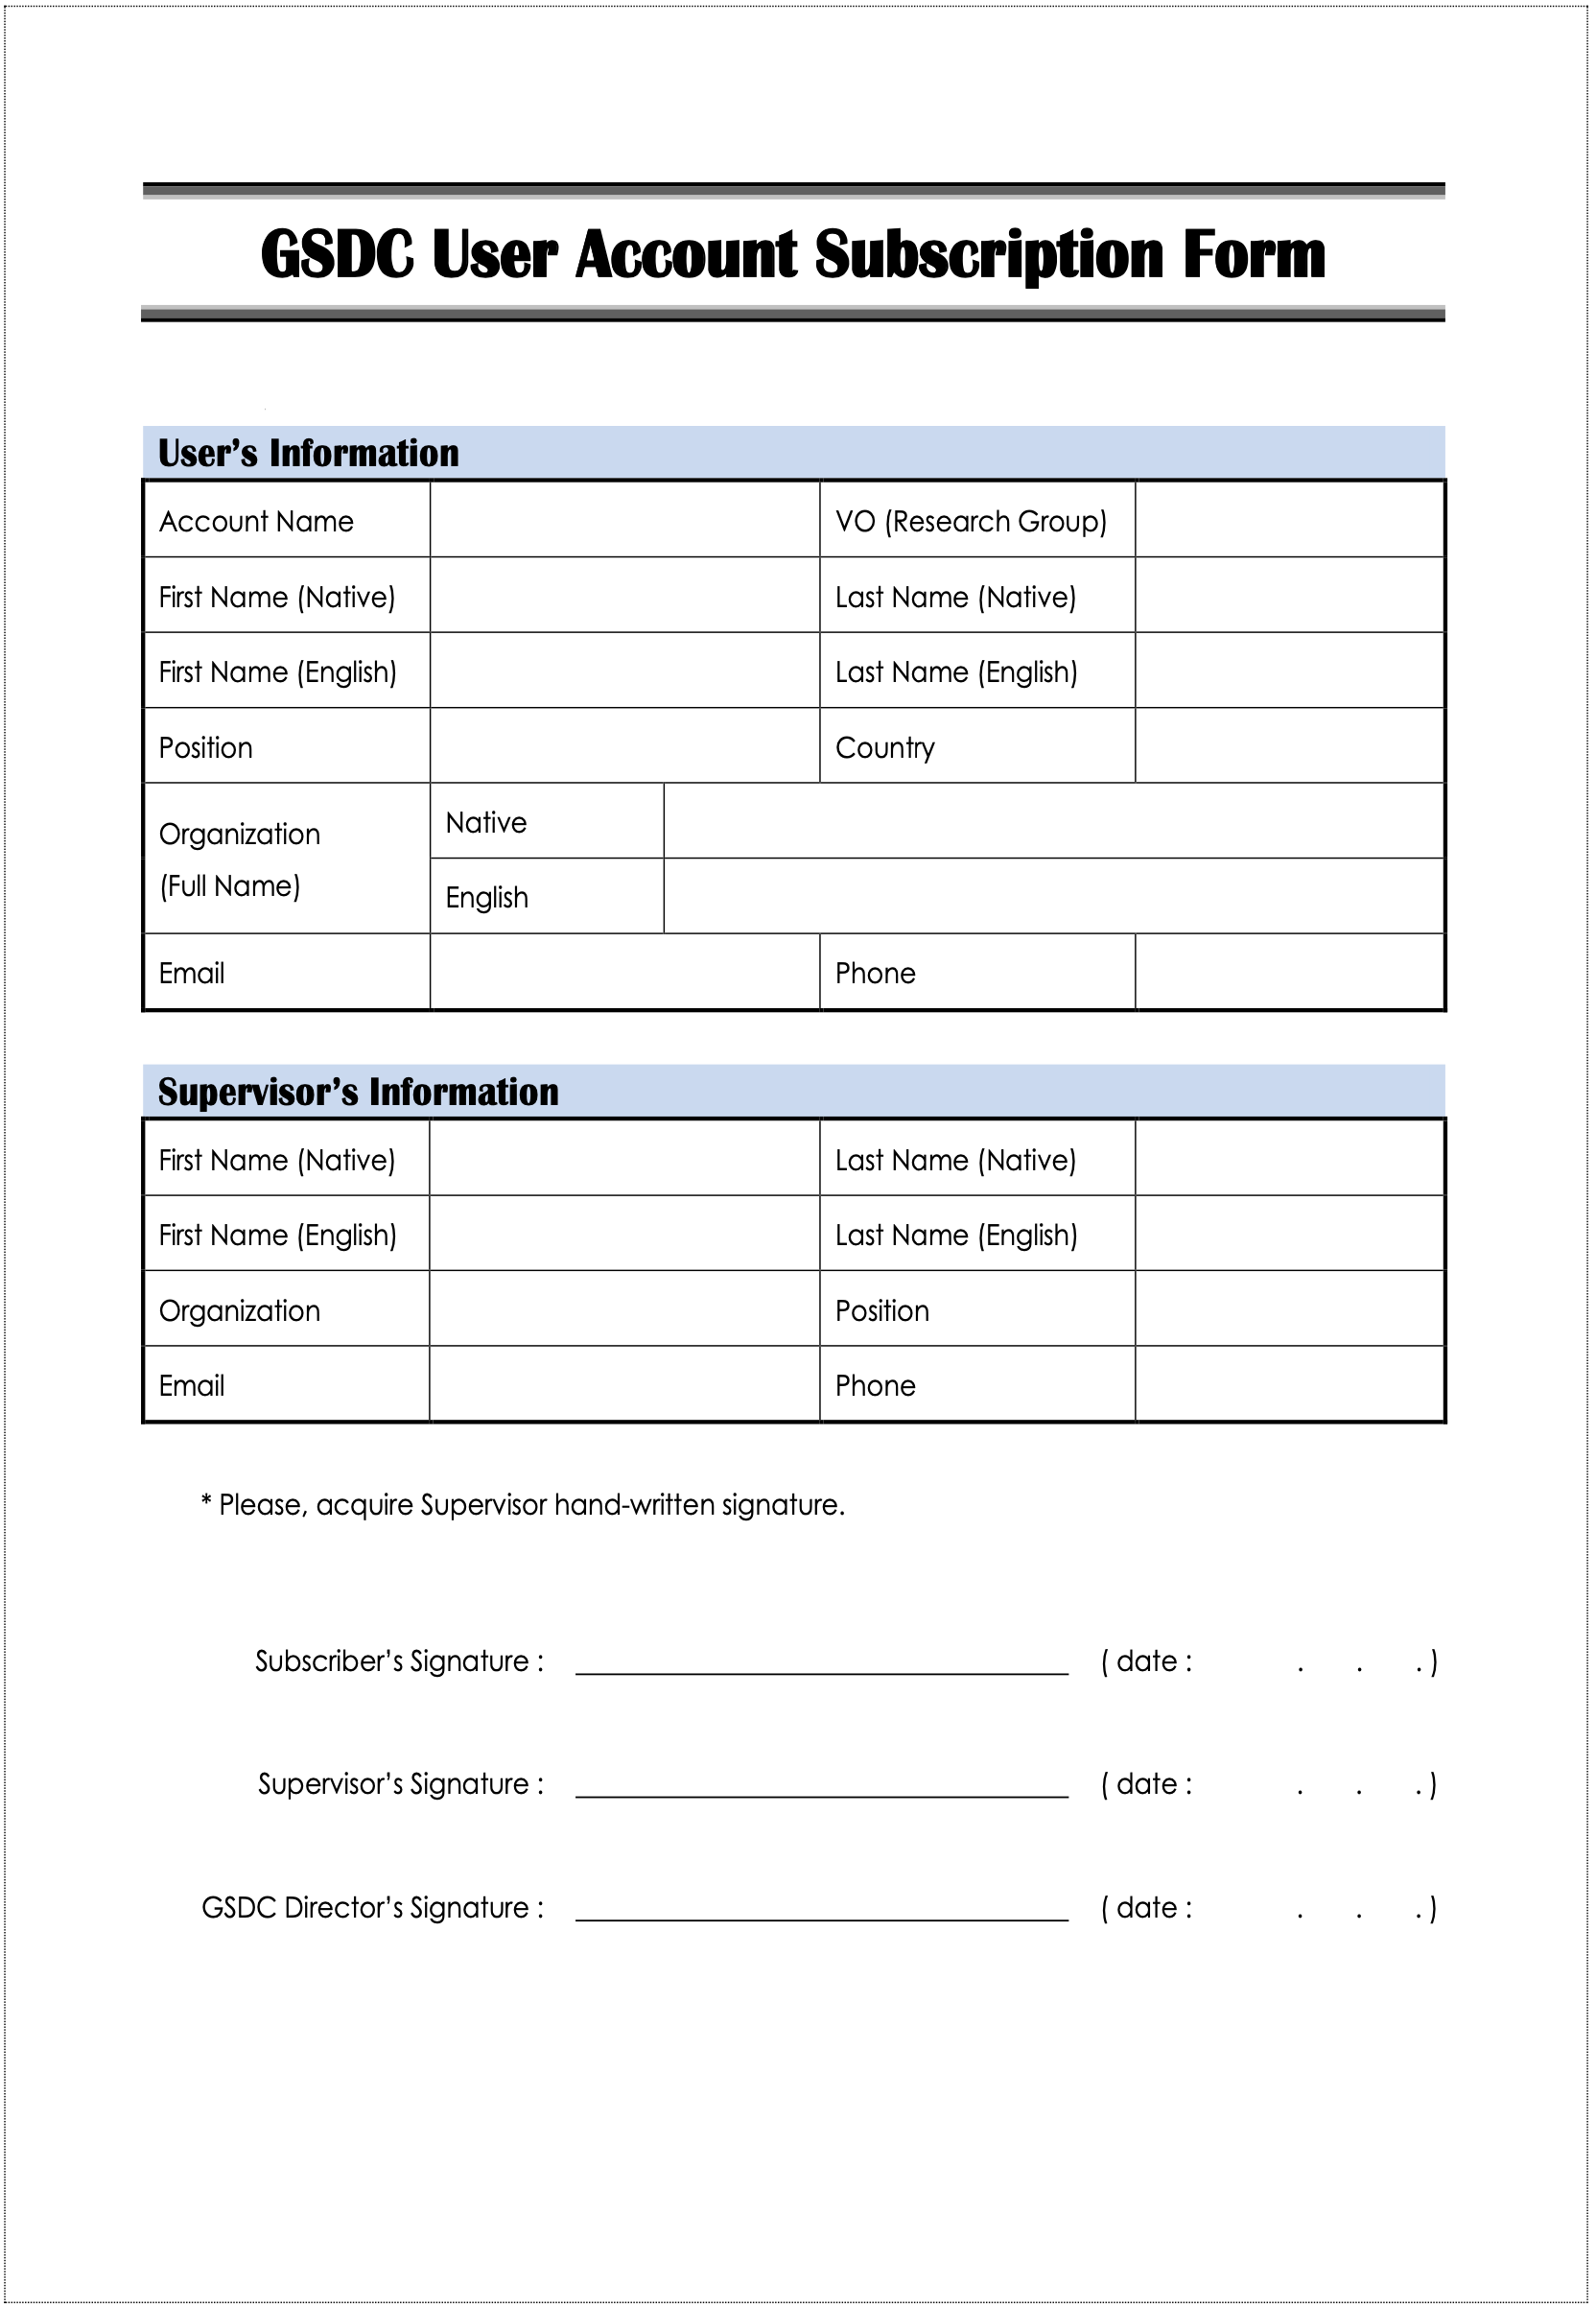 GSDC User Account Subscription Form
User’s Information
Account Name VO (Research Group)
First Name (Native) Last Name (Native)
First Name (English) Last Name (English)
Position Country
Organization
(Full Name)
Native
English
Email Phone
Supervisor’s Information
First Name (Native) Last Name (Native)
First Name (English) Last Name (English)
Organization Position
Email Phone
* Please, acquire Supervisor hand-written signature.
Subscriber’s Signature : ( date : . . . )
Supervisor’s Signature : ( date : . . . )
GSDC Director’s Signature : ( date : . . . )